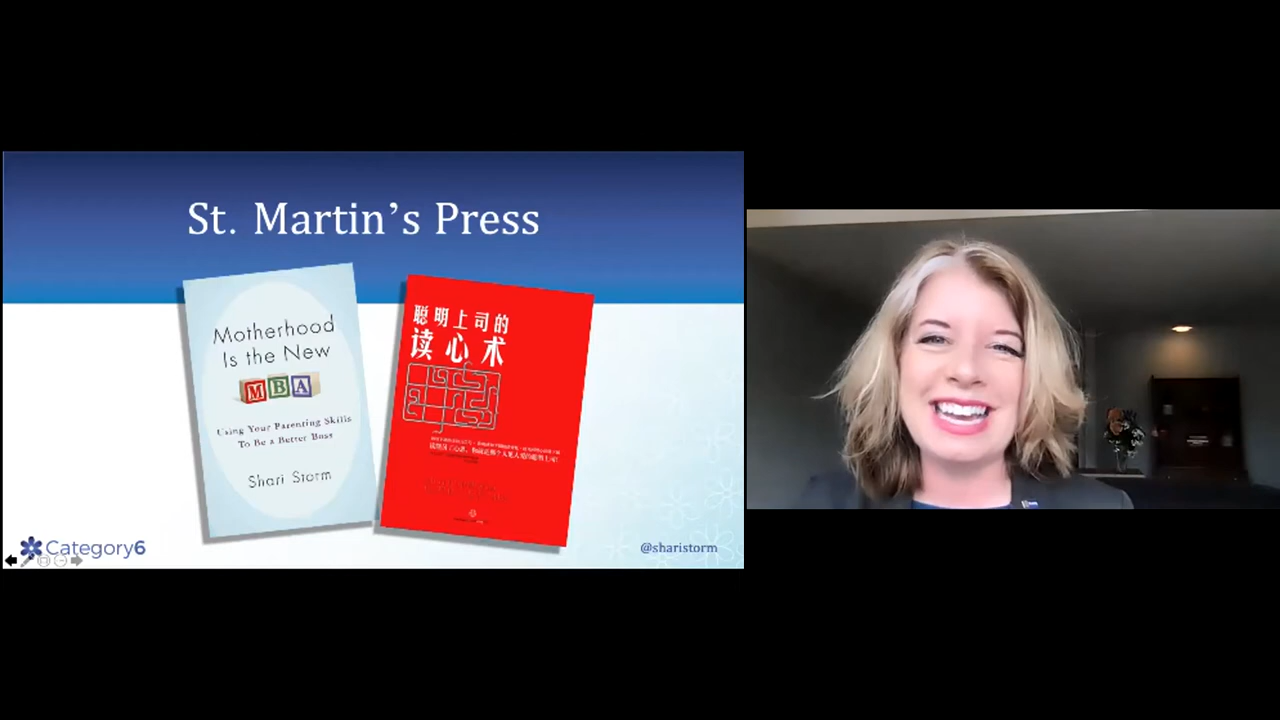 St. Martin's Press
Motherhood
Is the New
MBA
Using Your Parenting Skills
To Be a Better Boss
Shari Storm
聪明上司的
读心术
Category6
@sharistorm